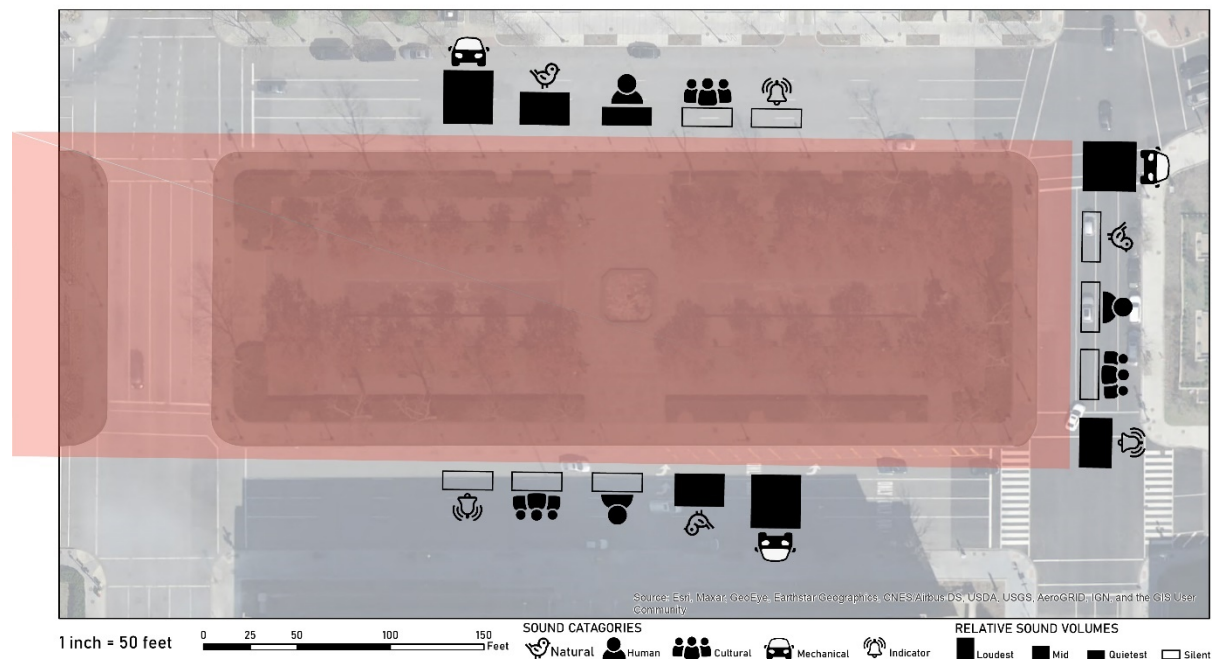 Source: Esri, Maxar, GeoEye, Earthstar Geographics, CNES/Airbus DS, USDA, USGS, AeroGRID, IGN, and the GIS User
Community
1 inch = 50 feet
0 25 50 100 150
Feet
SOUND CATAGORIES
Natural Human Cultural Mechanical Indicator
RELATIVE SOUND VOLUMES
Loudest Mid Quietest Silent